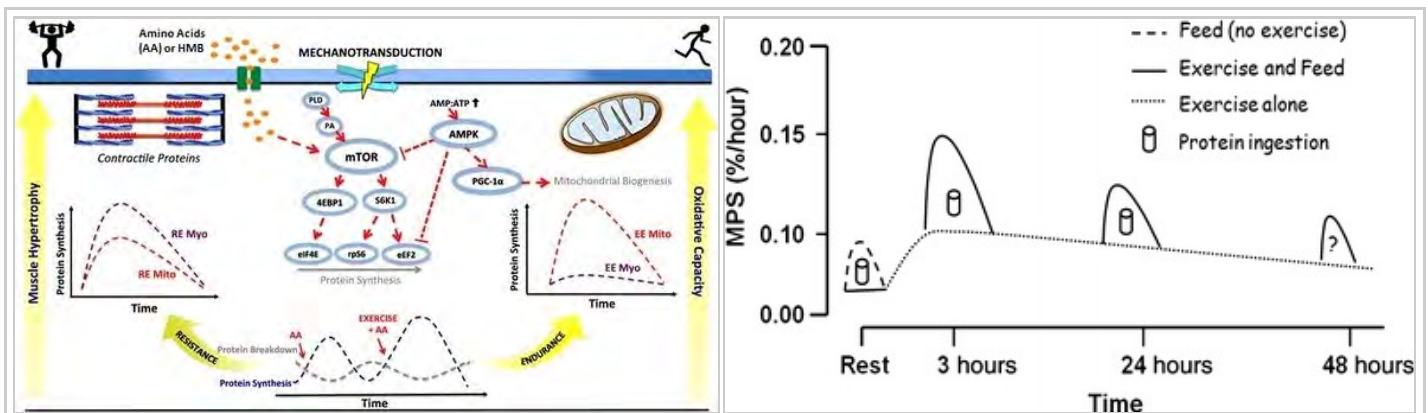 Amino Acids
(AA) or HMB
MECHANOTRANSDUCTION
PLD
PA
AMP:ATP ↑
AMPK
mTOR
Contractile Proteins
PGC-1α
Mitochondrial Biogenesis
4EBP1
S6K1
eIF4E
rpS6
eEF2
Protein Synthesis
Muscle Hypertrophy
Oxidative Capacity
Protein Synthesis
RE Myo
RE Mito
Time
Protein Synthesis
EE Mito
EE Myo
Time
RESISTANCE
ENDURANCE
AA
EXERCISE
+ AA
Protein Breakdown
Protein Synthesis
Time
MPS (%/hour)
0.20
0.15
0.10
0.00
Feed (no exercise)
Exercise and Feed
Exercise alone
Protein ingestion
?
Rest
3 hours
24 hours
48 hours
Time